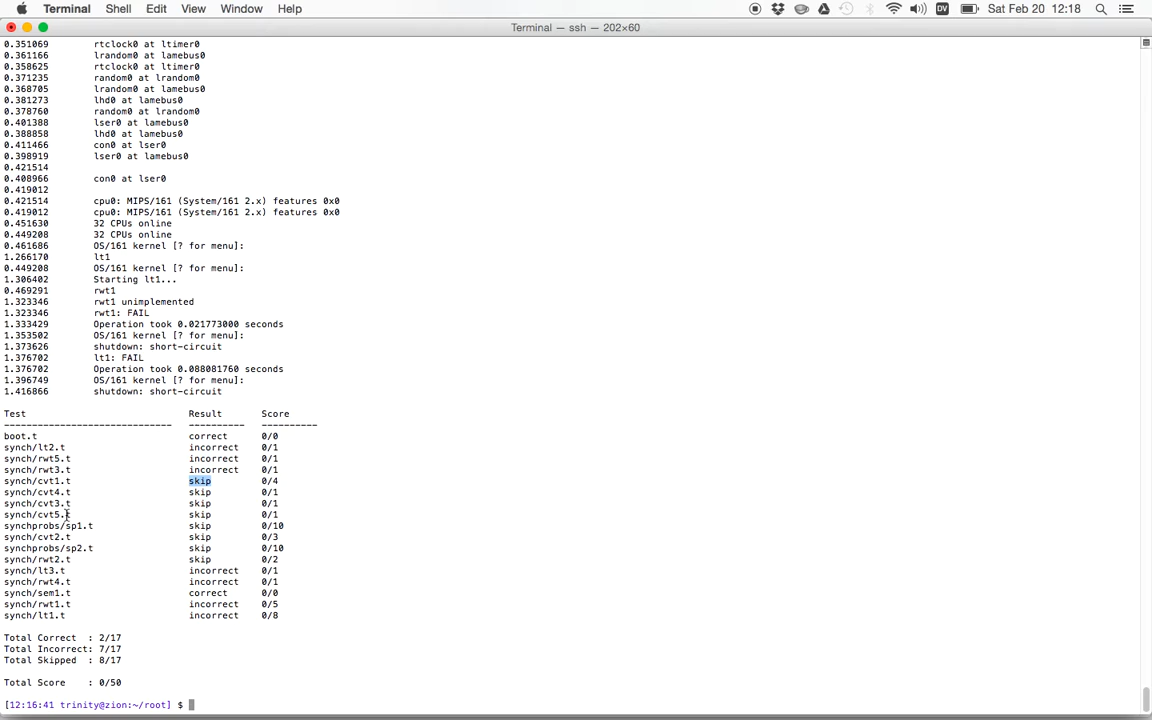 Terminal Shell Edit View Window Help DV Sat Feb 20 12:18
Terminal — ssh — 202×60
0.351069 rtclock0 at ltimer0
0.361166 lrandom0 at lamebus0
0.358625 rtclock0 at ltimer0
0.371235 random0 at lrandom0
0.368705 lrandom0 at lamebus0
0.381273 lhd0 at lamebus0
0.378760 random0 at lrandom0
0.401388 lser0 at lamebus0
0.388858 lhd0 at lamebus0
0.411466 con0 at lser0
0.398919 lser0 at lamebus0
0.421514
0.408966 con0 at lser0
0.419012
0.421514 cpu0: MIPS/161 (System/161 2.x) features 0x0
0.419012 cpu0: MIPS/161 (System/161 2.x) features 0x0
0.451630 32 CPUs online
0.449208 32 CPUs online
0.461686 OS/161 kernel [? for menu]:
1.266170 lt1
0.449208 OS/161 kernel [? for menu]:
1.306402 Starting lt1...
0.469291 rwt1
1.323346 rwt1 unimplemented
1.323346 rwt1: FAIL
1.333429 Operation took 0.021773000 seconds
1.353502 OS/161 kernel [? for menu]:
1.373626 shutdown: short-circuit
1.376702 lt1: FAIL
1.376702 Operation took 0.088081760 seconds
1.396749 OS/161 kernel [? for menu]:
1.416866 shutdown: short-circuit
Test Result Score
------------------------------ ---------- ----------
boot.t correct 0/0
synch/lt2.t incorrect 0/1
synch/rwt5.t incorrect 0/1
synch/rwt3.t incorrect 0/1
synch/cvt1.t skip 0/4
synch/cvt4.t skip 0/1
synch/cvt3.t skip 0/1
synch/cvt5.t skip 0/1
synchprobs/sp1.t skip 0/10
synch/cvt2.t skip 0/3
synchprobs/sp2.t skip 0/10
synch/rwt2.t skip 0/2
synch/lt3.t incorrect 0/1
synch/rwt4.t incorrect 0/1
synch/sem1.t correct 0/0
synch/rwt1.t incorrect 0/5
synch/lt1.t incorrect 0/8
Total Correct : 2/17
Total Incorrect: 7/17
Total Skipped : 8/17
Total Score : 0/50
[12:16:41 trinity@zion:~/root] $